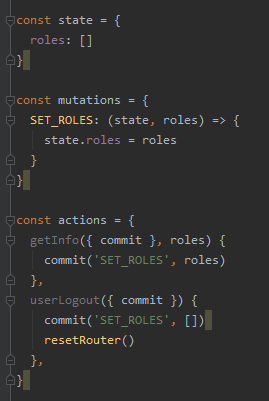 const state = {
  roles: []
}

const mutations = {
  SET_ROLES: (state, roles) => {
    state.roles = roles
  }
}

const actions = {
  getInfo({ commit }, roles) {
    commit('SET_ROLES', roles)
  },
  userLogout({ commit }) {
    commit('SET_ROLES', [])
    resetRouter()
  },
}